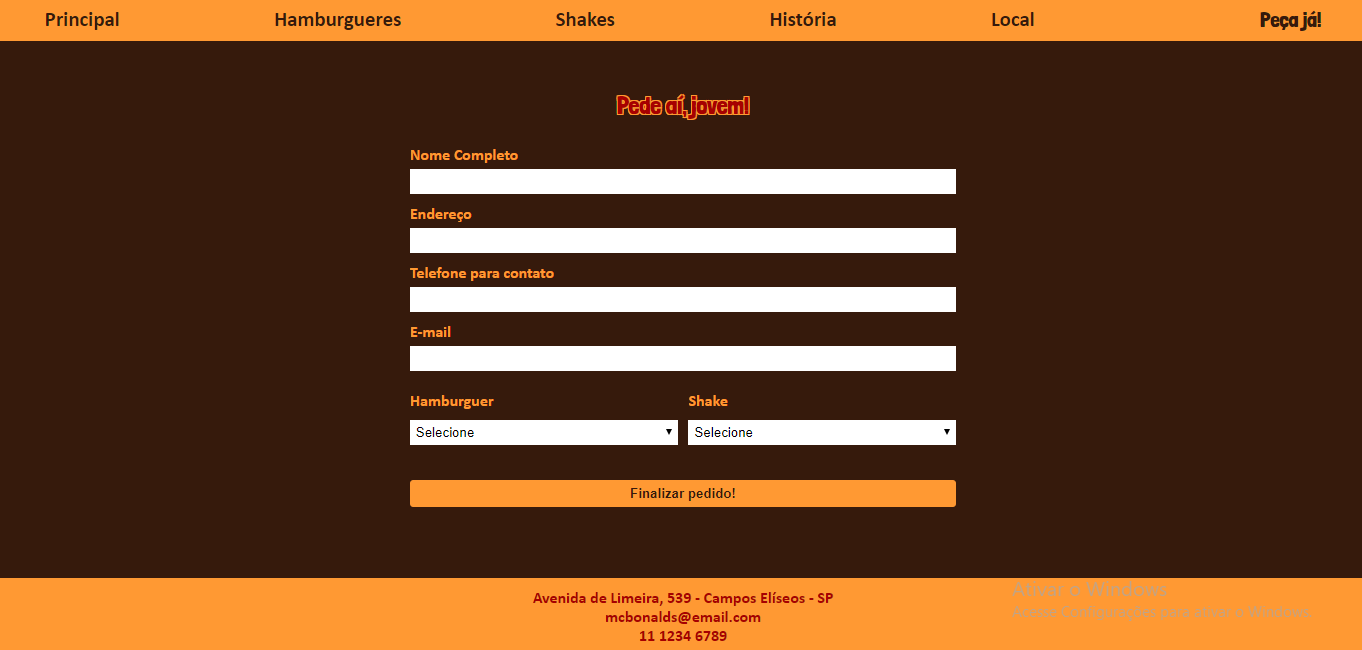 Principal Hamburgueres Shakes História Local Peça já!
Pede aí, jovem!
Nome Completo
Endereço
Telefone para contato
E-mail
Hamburguer Shake
Selecione Selecione
Finalizar pedido!
Avenida de Limeira, 539 - Campos Elíseos - SP
mcbonalds@email.com
11 1234 6789
Ativar o Windows
Acesse Configurações para ativar o Windows.